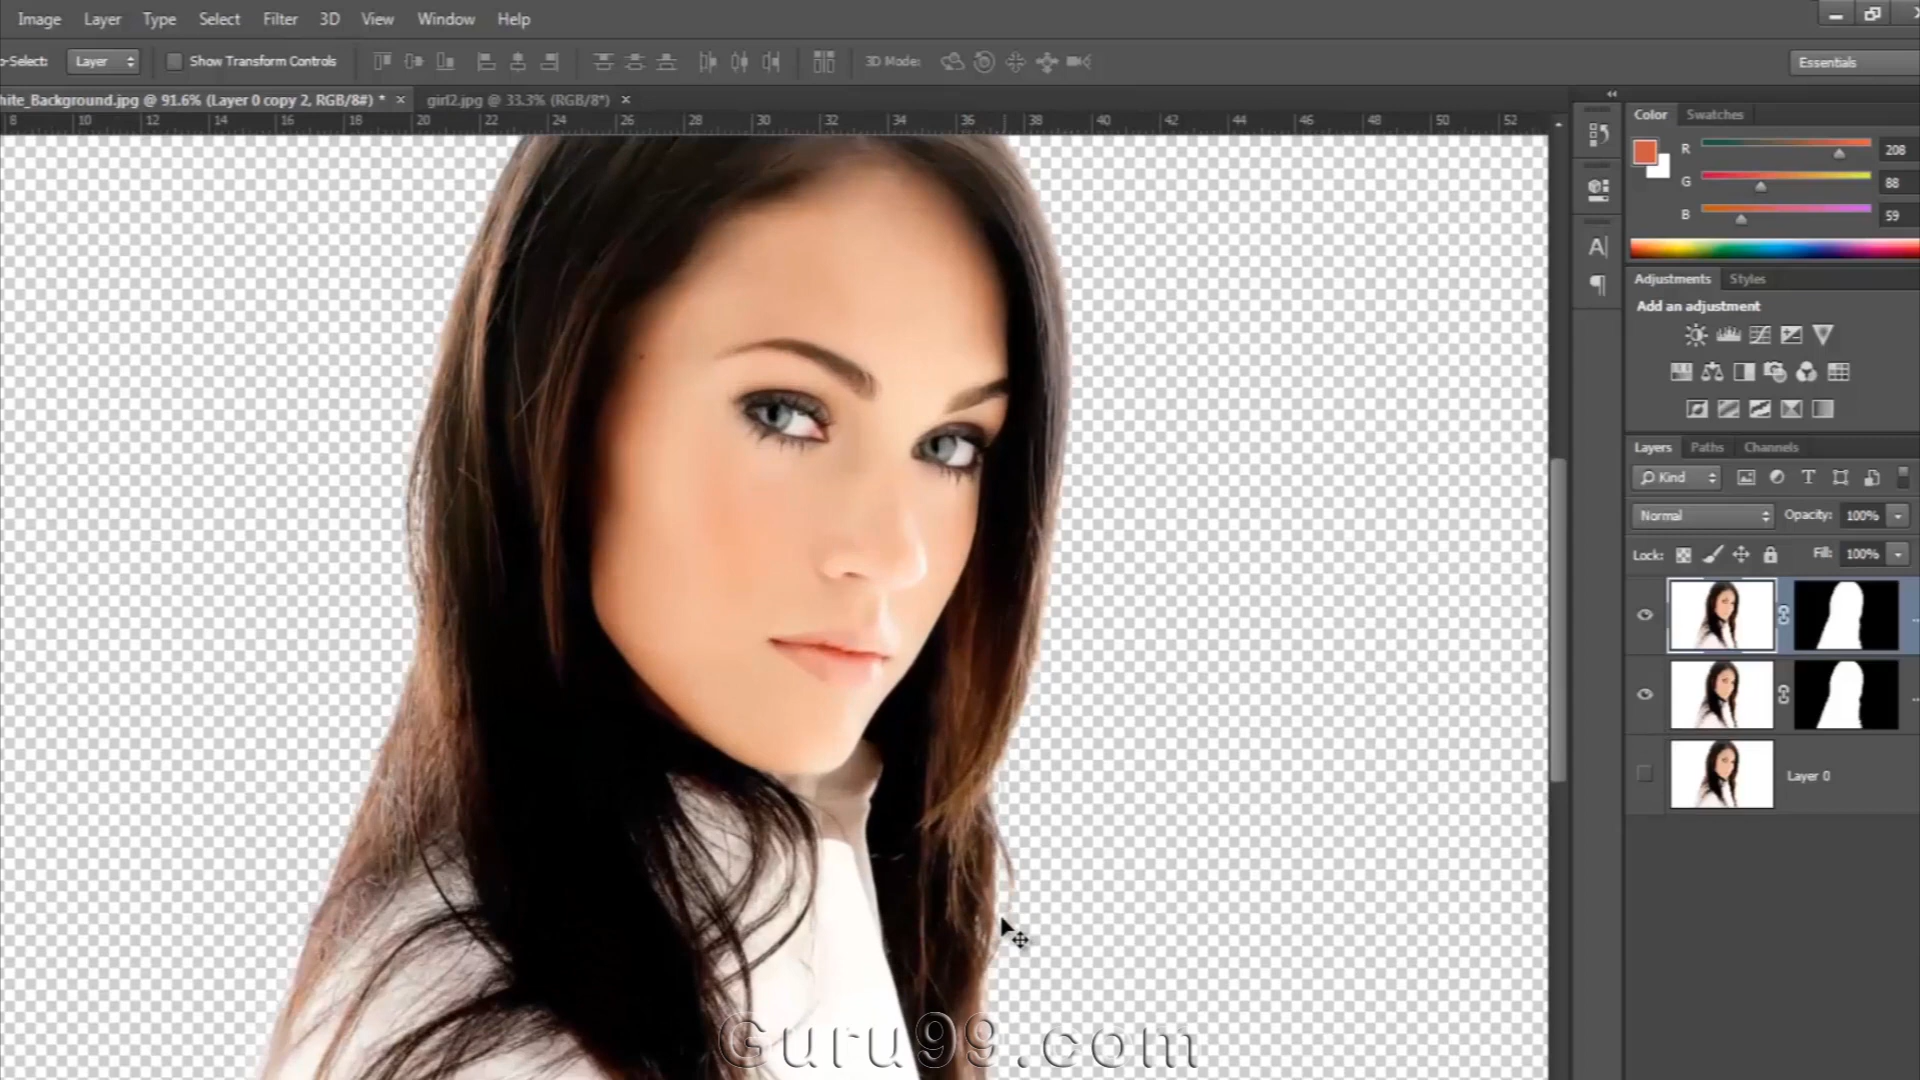 Image Layer Type Select Filter 3D View Window Help
o-Select: Layer Show Transform Controls 3D Mode: Essentials
hite_Background.jpg @ 91.6% (Layer 0 copy 2, RGB/8#) * × girl2.jpg @ 33.3% (RGB/8*) ×
8 10 12 14 16 18 20 22 24 26 28 30 32 34 36 38 40 42 44 46 48 50 52
Color Swatches
R 208
G 88
B 59
Adjustments Styles
Add an adjustment
Layers Paths Channels
Kind
Normal Opacity: 100%
Lock: Fill: 100%
Layer 0
Guru99.com